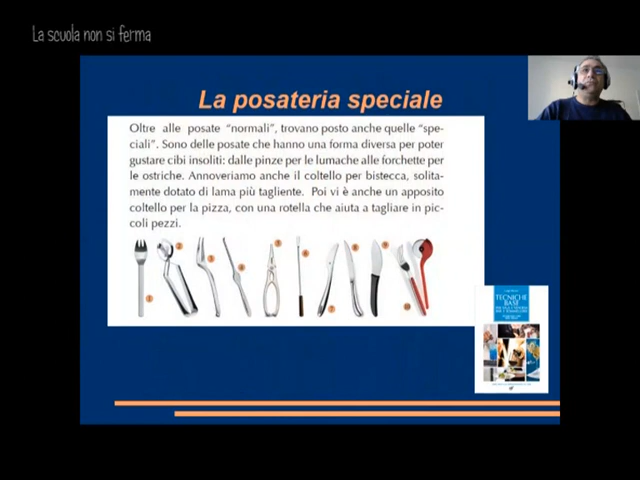 La scuola non si ferma
La posateria speciale
Oltre alle posate “normali”, trovano posto anche quelle “spe-
ciali”. Sono delle posate che hanno una forma diversa per poter
gustare cibi insoliti: dalle pinze per le lumache alle forchette per
le ostriche. Annoveriamo anche il coltello per bistecca, solita-
mente dotato di lama più tagliente. Poi vi è anche un apposito
coltello per la pizza, con una rotella che aiuta a tagliare in pic-
coli pezzi.
TECNICHE
BASE